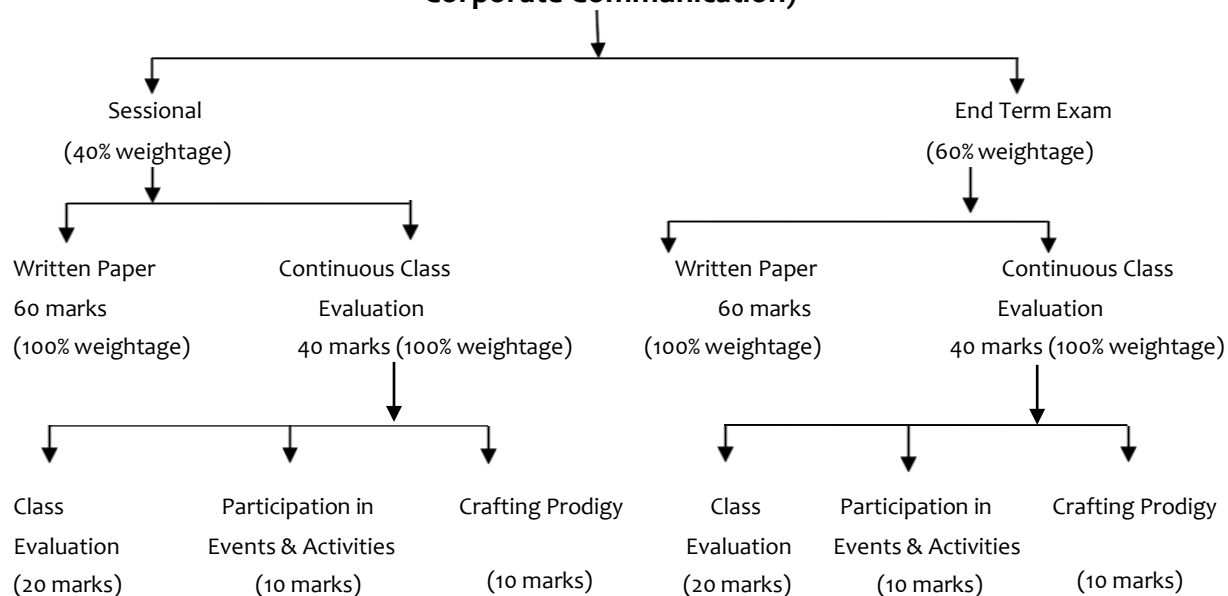 Corporate Communication)
Sessional
End Term Exam
(40% weightage)
(60% weightage)
Written Paper
60 marks
(100% weightage)
Continuous Class
Evaluation
40 marks (100% weightage)
Written Paper
60 marks
(100% weightage)
Continuous Class
Evaluation
40 marks (100% weightage)
Class
Evaluation
(20 marks)
Participation in
Events & Activities
(10 marks)
Crafting Prodigy
(10 marks)
Class
Evaluation
(20 marks)
Participation in
Events & Activities
(10 marks)
Crafting Prodigy
(10 marks)